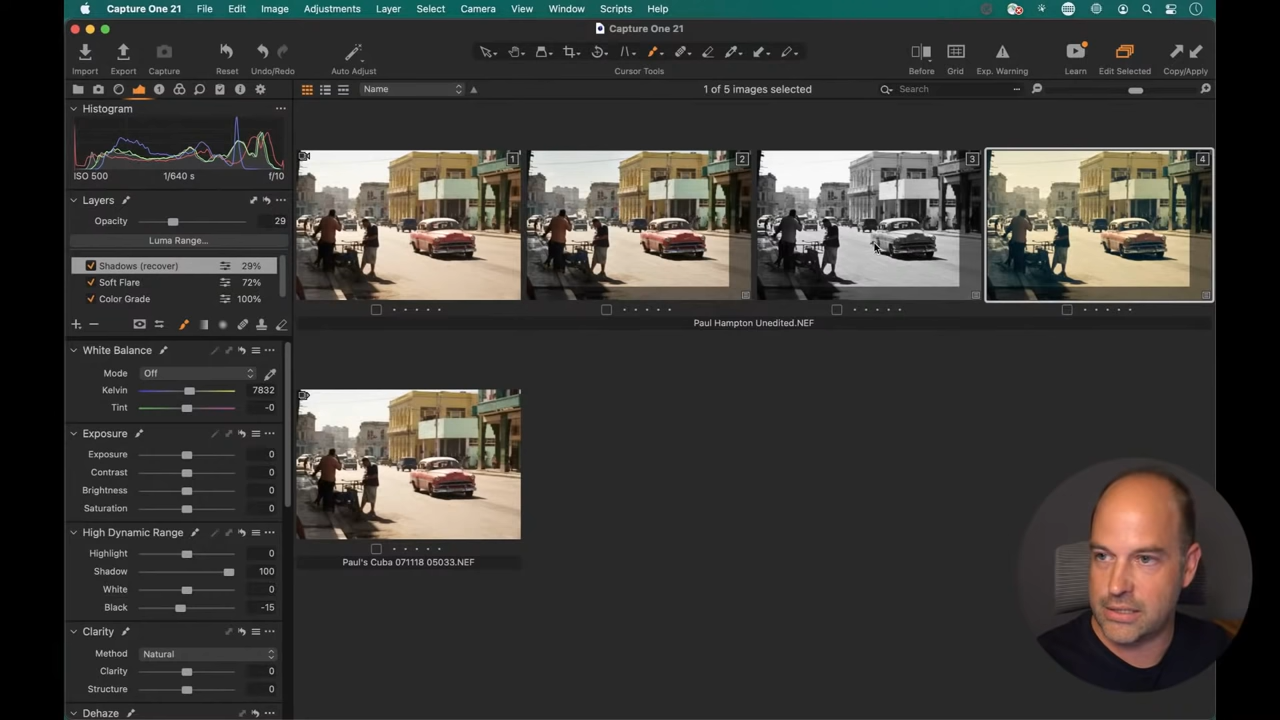 Capture One 21 File Edit Image Adjustments Layer Select Camera View Window Scripts Help
Capture One 21
Import Export Capture Reset Undo/Redo Auto Adjust Cursor Tools Before Grid Exp. Warning Learn Edit Selected Copy/Apply
Name 1 of 5 images selected Search
Histogram
ISO 500 1/640 s f/10
Layers
Opacity 29
Luma Range...
Shadows (recover) 29%
Soft Flare 72%
Color Grade 100%
White Balance
Mode Off
Kelvin 7832
Tint -0
Exposure
Exposure 0
Contrast 0
Brightness 0
Saturation 0
High Dynamic Range
Highlight 0
Shadow 100
White 0
Black -15
Clarity
Method Natural
Clarity 0
Structure 0
Dehaze
1 2 3 4
Paul Hampton Unedited.NEF
Paul's Cuba 071118 05033.NEF